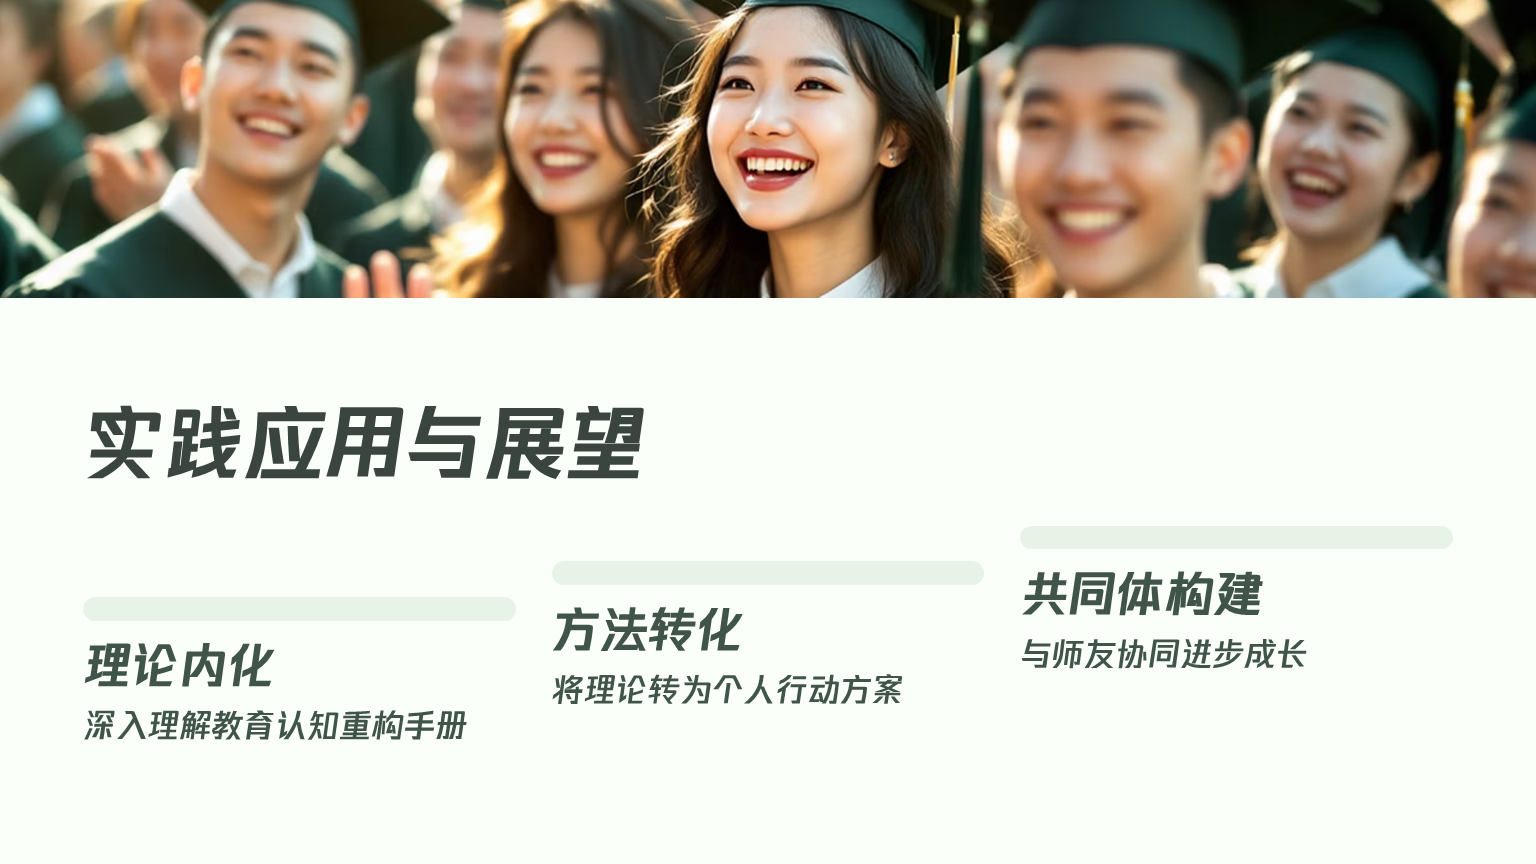 实践应用与展望
理论内化
深入理解教育认知重构手册
方法转化
将理论转为个人行动方案
共同体构建
与师友协同进步成长